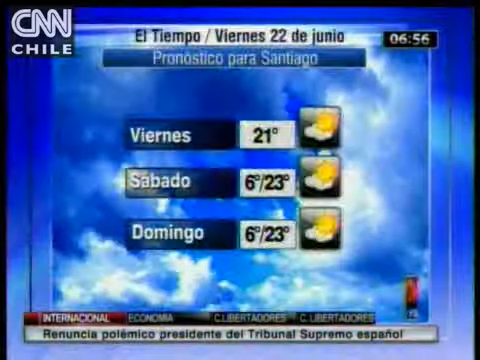 CNN
CHILE
El Tiempo / Viernes 22 de junio
06:56
Pronóstico para Santiago
Viernes 21°
Sábado 6°/23°
Domingo 6°/23°
INTERNACIONAL ECONOMIA C.LIBERTADORES C. LIBERTADORES
Renuncia polémico presidente del Tribunal Supremo español